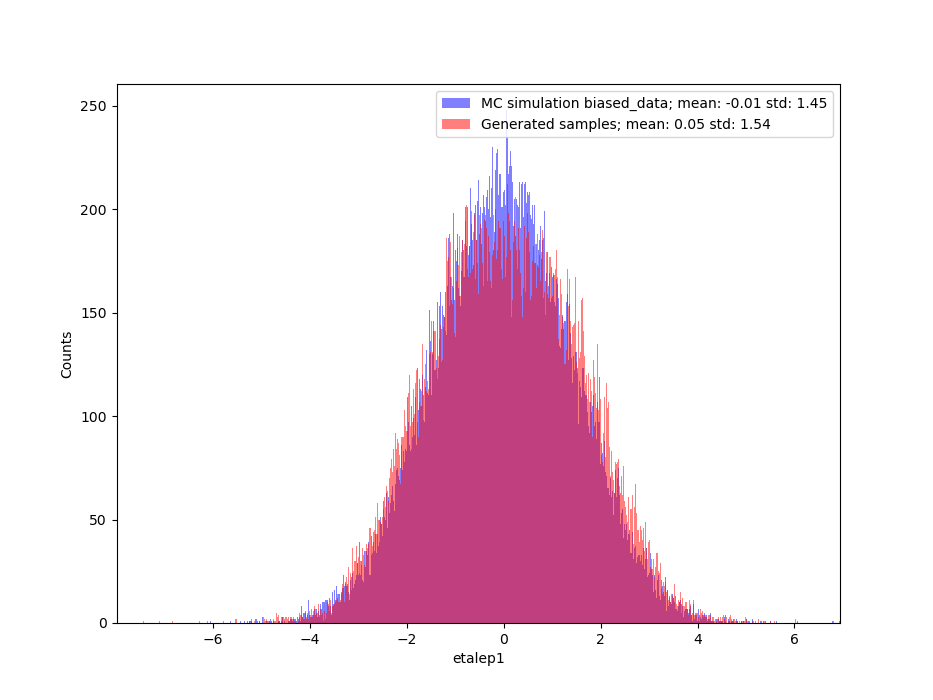 MC simulation biased_data; mean: -0.01 std: 1.45
Generated samples; mean: 0.05 std: 1.54
250
200
150
100
50
0
Counts
−6 −4 −2 0 2 4 6
etalep1